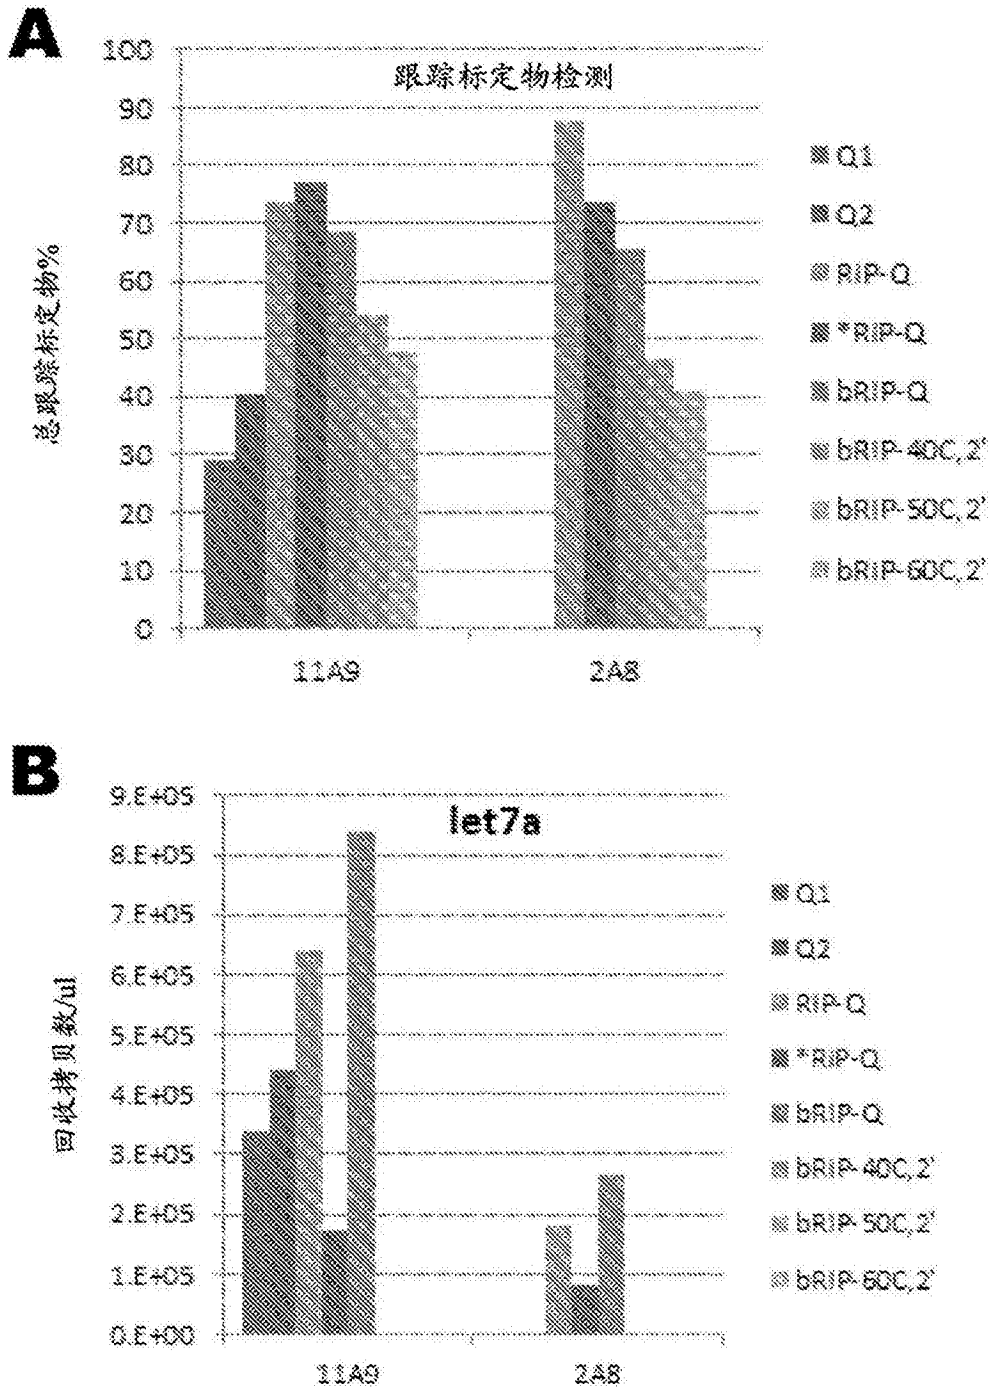 A
跟踪标定物检测
总跟踪标定物%
100
90
80
70
60
50
40
30
20
10
0
11A9
2A8
Q1
Q2
RIP-Q
*RIP-Q
bRIP-Q
bRIP-40C,2'
bRIP-50C,2'
bRIP-60C,2'
B
let7a
回收拷贝数/ul
9.E+05
8.E+05
7.E+05
6.E+05
5.E+05
4.E+05
3.E+05
2.E+05
1.E+05
0.E+00
11A9
2A8
Q1
Q2
RIP-Q
*RIP-Q
bRIP-Q
bRIP-40C,2'
bRIP-50C,2'
bRIP-60C,2'